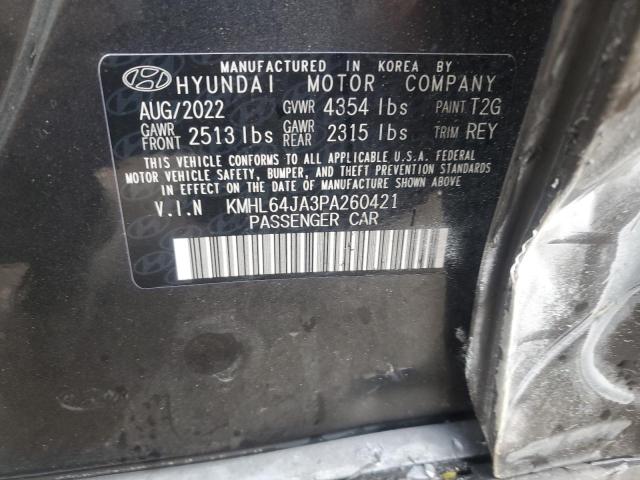 MANUFACTURED IN KOREA BY
HYUNDAI MOTOR COMPANY
AUG/2022 GVWR 4354 lbs PAINT T2G
GAWR FRONT 2513 lbs GAWR REAR 2315 lbs TRIM REY
THIS VEHICLE CONFORMS TO ALL APPLICABLE U.S.A. FEDERAL
MOTOR VEHICLE SAFETY, BUMPER, AND THEFT PREVENTION STANDARDS
IN EFFECT ON THE DATE OF MANUFACTURE SHOWN ABOVE.
V.I.N KMHL64JA3PA260421
PASSENGER CAR